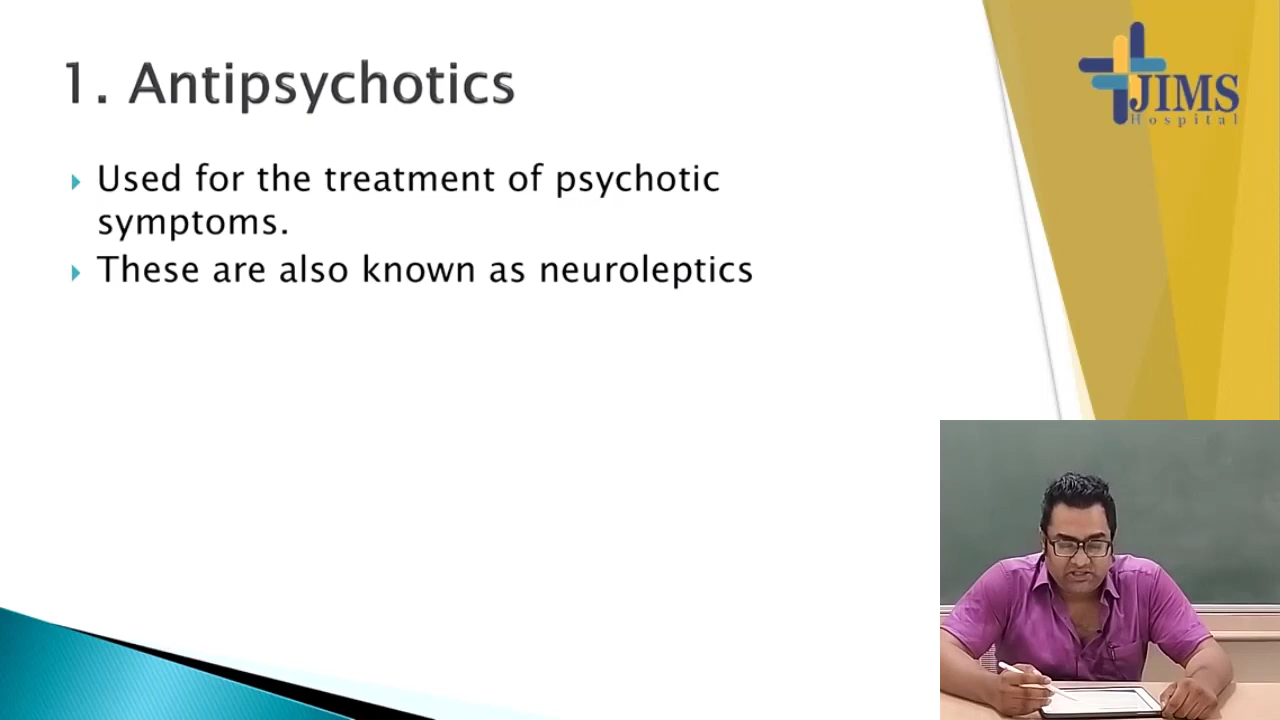 1. Antipsychotics
JIMS
Hospital
Used for the treatment of psychotic
symptoms.
These are also known as neuroleptics